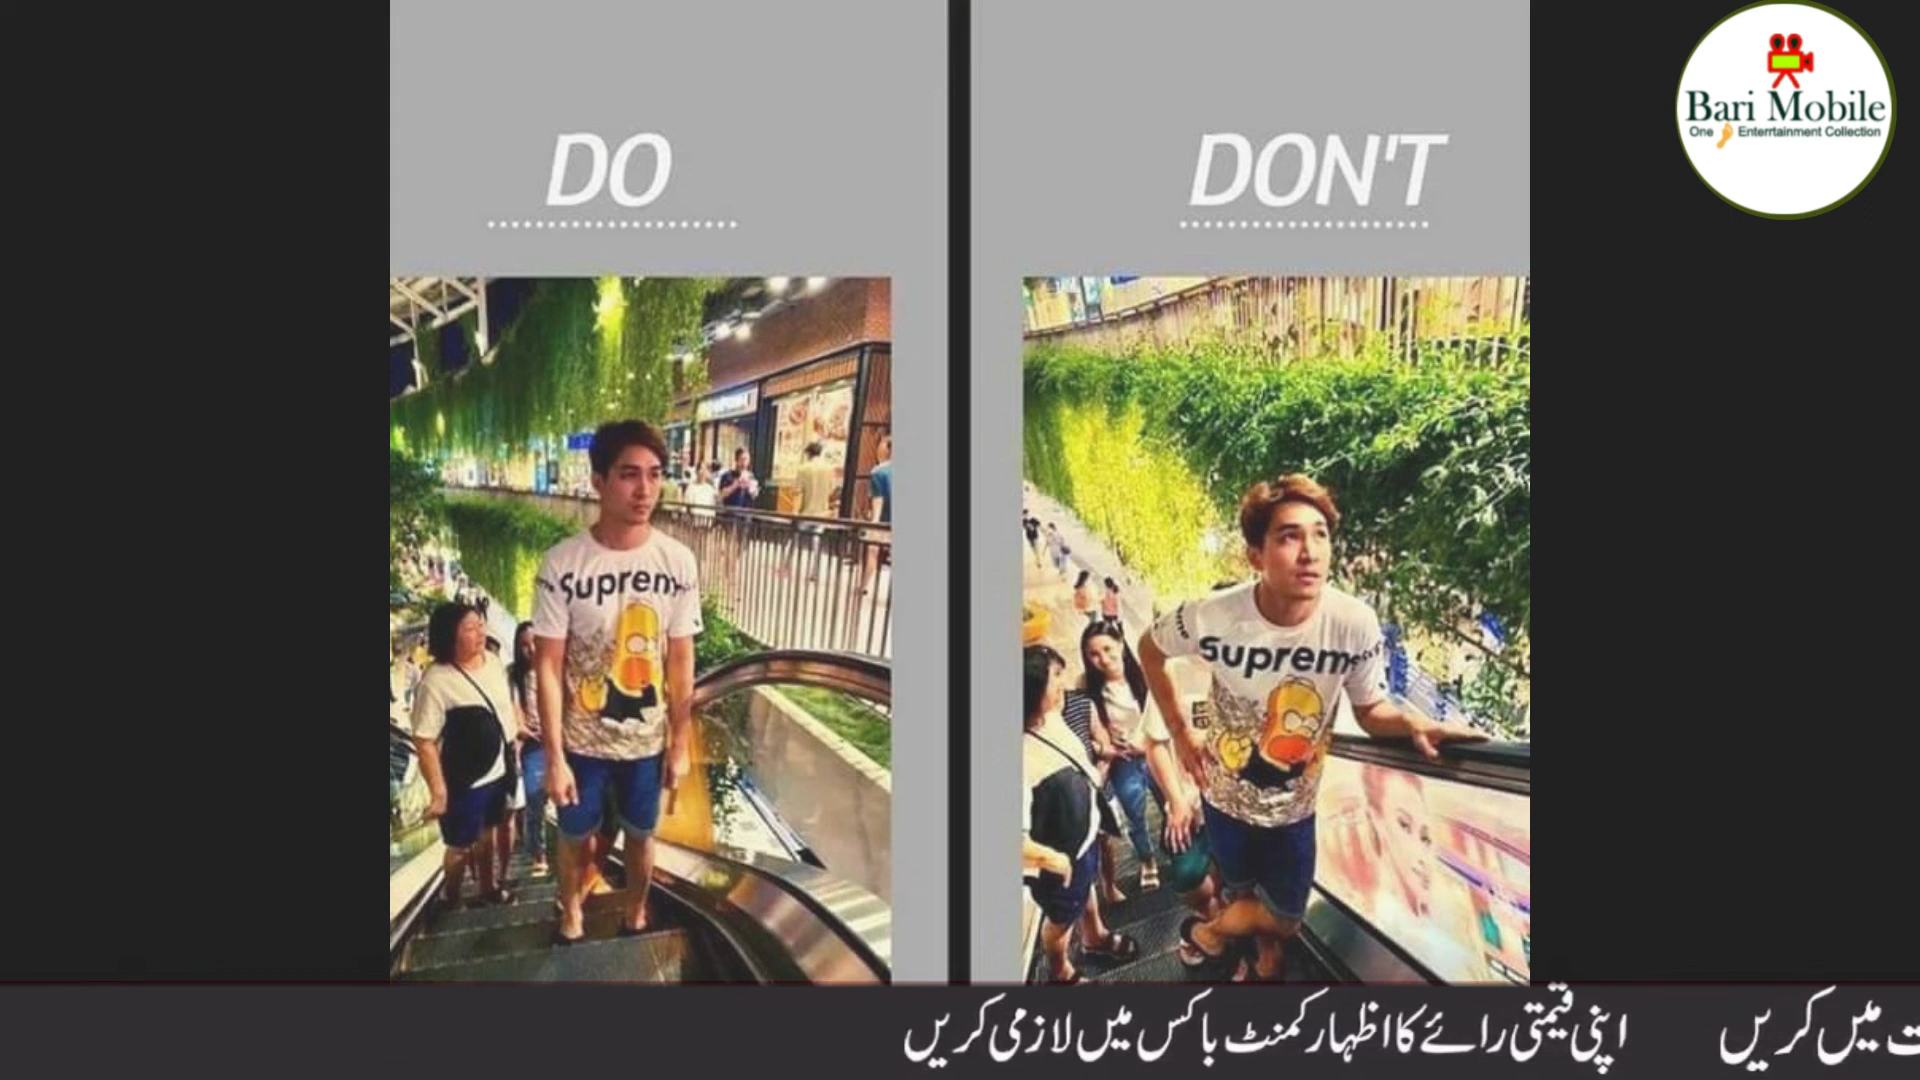 DO
DON'T
Bari Mobile
One Enterrtainment Collection
Suprem
Supreme
اپنی قیمتی رائے کا اظہار کمنٹ باکس میں لازمی کریں
میں کریں